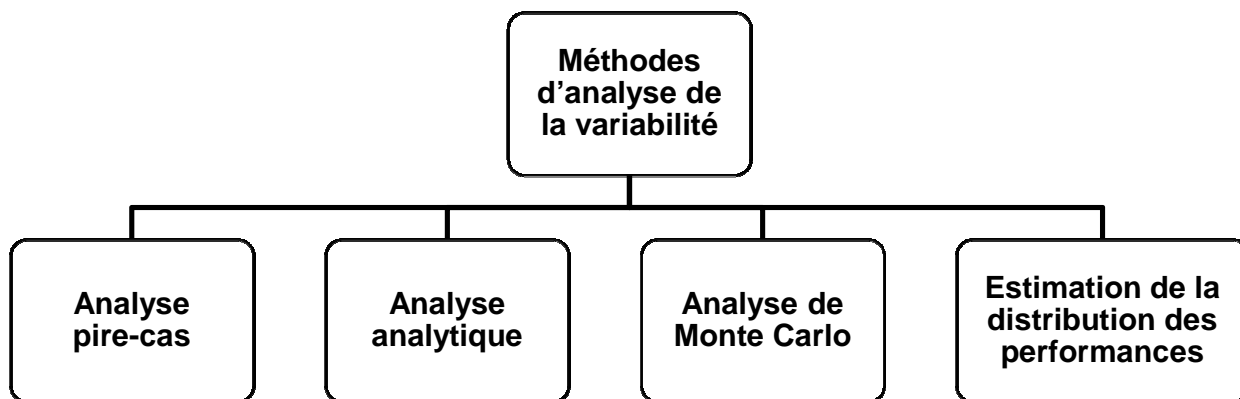 Méthodes
d’analyse de
la variabilité
Analyse
pire-cas
Analyse
analytique
Analyse de
Monte Carlo
Estimation de la
distribution des
performances